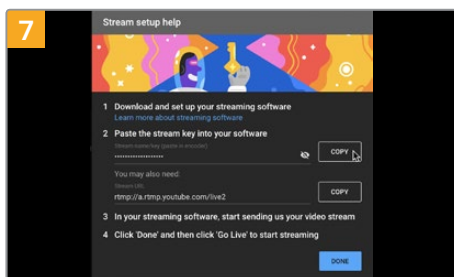 7
Stream setup help
1 Download and set up your streaming software
Learn more about streaming software
2 Paste the stream key into your software
Stream name/key (paste in encoder)
•••••••••••••••••••
COPY
You may also need:
Stream URL
rtmp://a.rtmp.youtube.com/live2
COPY
3 In your streaming software, start sending us your video stream
4 Click 'Done' and then click 'Go Live' to start streaming
DONE